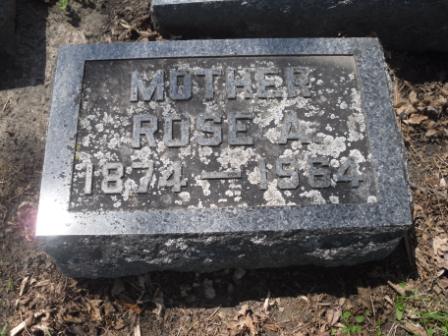 MOTHER
ROSE A.
1874 — 1964